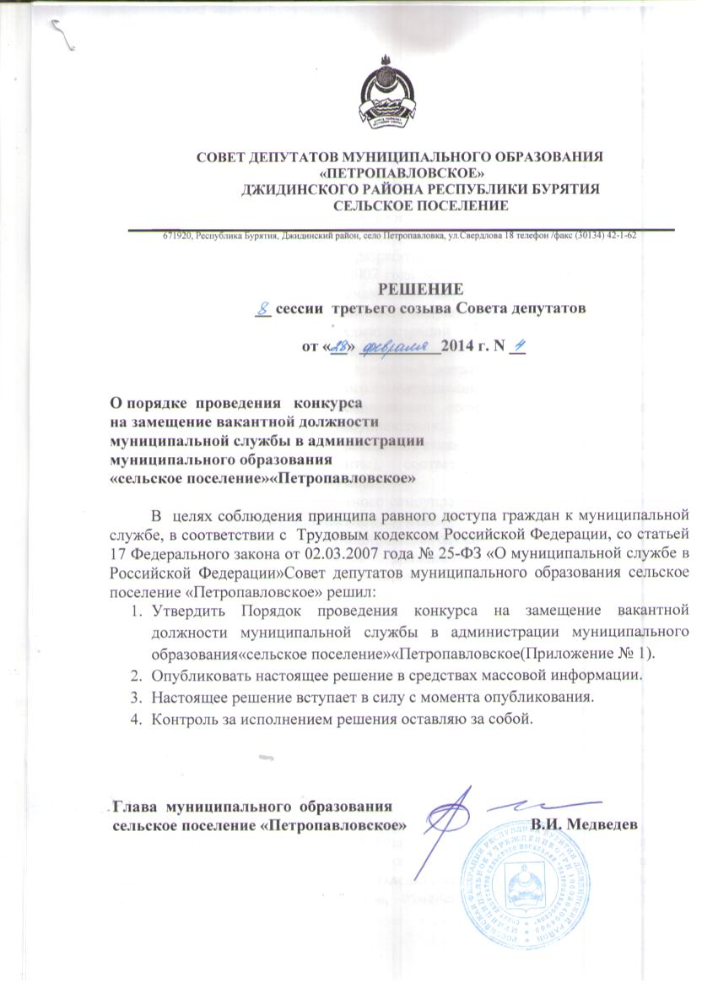 СОВЕТ ДЕПУТАТОВ МУНИЦИПАЛЬНОГО ОБРАЗОВАНИЯ
«ПЕТРОПАВЛОВСКОЕ»
ДЖИДИНСКОГО РАЙОНА РЕСПУБЛИКИ БУРЯТИЯ
СЕЛЬСКОЕ ПОСЕЛЕНИЕ
671920, Республика Бурятия, Джидинский район, село Петропавловка, ул.Свердлова 18 телефон /факс (30134) 42-1-62
РЕШЕНИЕ
8 сессии третьего созыва Совета депутатов
от «28» февраля 2014 г. N 4
О порядке проведения конкурса
на замещение вакантной должности
муниципальной службы в администрации
муниципального образования
«сельское поселение»«Петропавловское»
В целях соблюдения принципа равного доступа граждан к муниципальной
службе, в соответствии с Трудовым кодексом Российской Федерации, со статьей
17 Федерального закона от 02.03.2007 года № 25-ФЗ «О муниципальной службе в
Российской Федерации»Совет депутатов муниципального образования сельское
поселение «Петропавловское» решил:
1. Утвердить Порядок проведения конкурса на замещение вакантной
должности муниципальной службы в администрации муниципального
образования«сельское поселение»«Петропавловское(Приложение № 1).
2. Опубликовать настоящее решение в средствах массовой информации.
3. Настоящее решение вступает в силу с момента опубликования.
4. Контроль за исполнением решения оставляю за собой.
Глава муниципального образования
сельское поселение «Петропавловское» В.И. Медведев